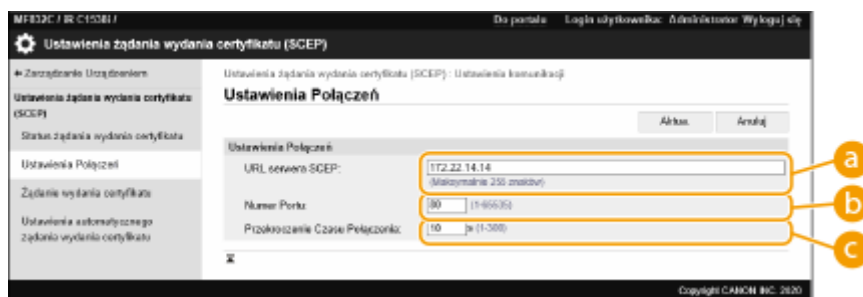 MF832C / IR C1538i /
Do portalu Login użytkownika: Administrator Wyloguj się
Ustawienia żądania wydania certyfikatu (SCEP)
Zarządzanie Urządzeniem
Ustawienia żądania wydania certyfikatu (SCEP) : Ustawienia komunikacji
Ustawienia żądania wydania certyfikatu (SCEP)
Ustawienia Połączeń
Status żądania wydania certyfikatu
Aktua. Anuluj
Ustawienia Połączeń
Ustawienia Połączeń
URL serwera SCEP: 172.22.14.14
(Maksymalnie 256 znaków)
a
Żądanie wydania certyfikatu
Numer Portu: 80 (1-65535)
b
Ustawienia automatycznego żądania wydania certyfikatu
Przekroczenie Czasu Połączenia: 10 s (1-300)
c
Copyright CANON INC. 2020